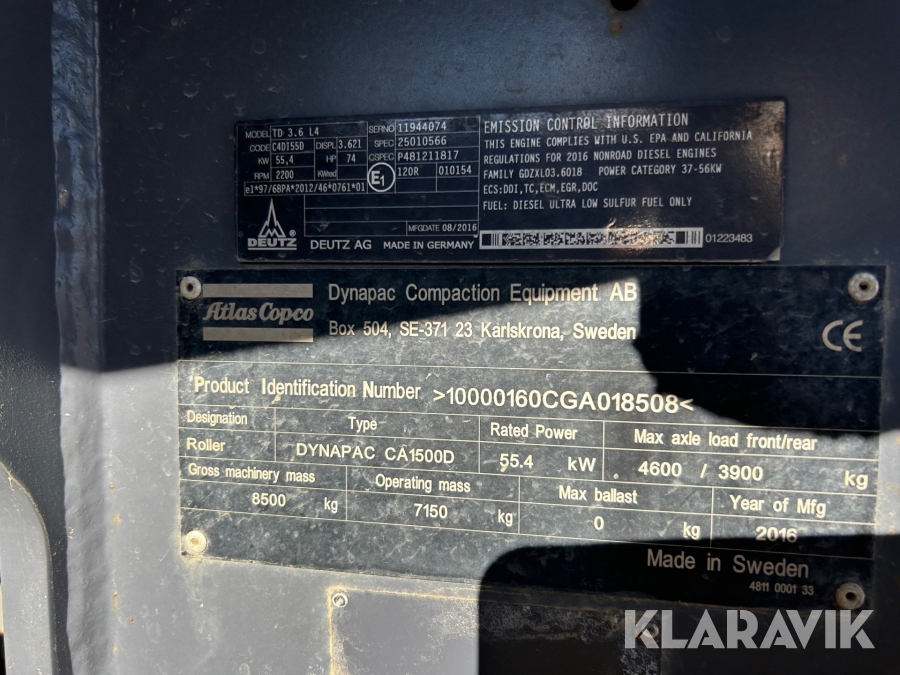 MODEL TD 3.6 L4
CODE C4DI55D DISPL 3.621
KW 55,4 HP 74
RPM 2200 KWred
e1*97/68PA*2012/46*0761*01
SERNO 11944074
SPEC 25010566
CSPEC P481211817
E1 120R 010154
MFGDATE 08/2016
DEUTZ DEUTZ AG MADE IN GERMANY
EMISSION CONTROL INFORMATION
THIS ENGINE COMPLIES WITH U.S. EPA AND CALIFORNIA
REGULATIONS FOR 2016 NONROAD DIESEL ENGINES
FAMILY GDZXL03.6018 POWER CATEGORY 37-56KW
ECS:DDI,TC,ECM,EGR,DOC
FUEL: DIESEL ULTRA LOW SULFUR FUEL ONLY
01223483
Atlas Copco
Dynapac Compaction Equipment AB
Box 504, SE-371 23 Karlskrona, Sweden
CE
Product Identification Number >10000160CGA018508<
Designation Type Rated Power Max axle load front/rear
Roller DYNAPAC CA1500D 55.4 kW 4600 / 3900 kg
Gross machinery mass Operating mass Max ballast Year of Mfg
8500 kg 7150 kg 0 kg 2016
Made in Sweden
4811 0001 33
KLARAVIK